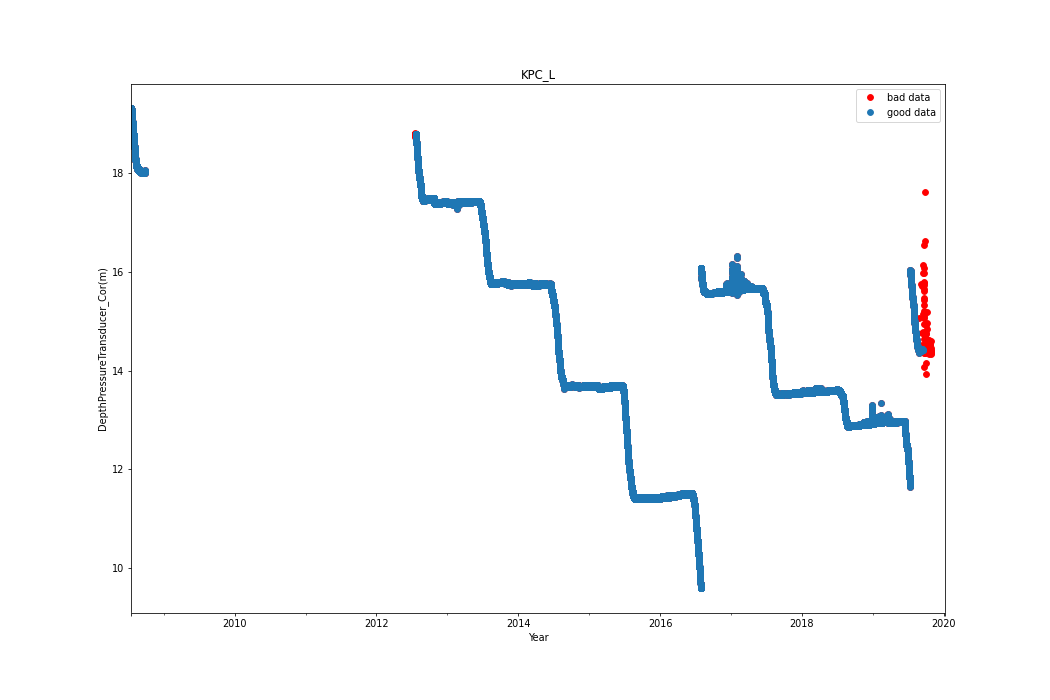 KPC_L
bad data
good data
DepthPressureTransducer_Cor(m)
18
16
14
12
10
2010
2012
2014
2016
2018
2020
Year